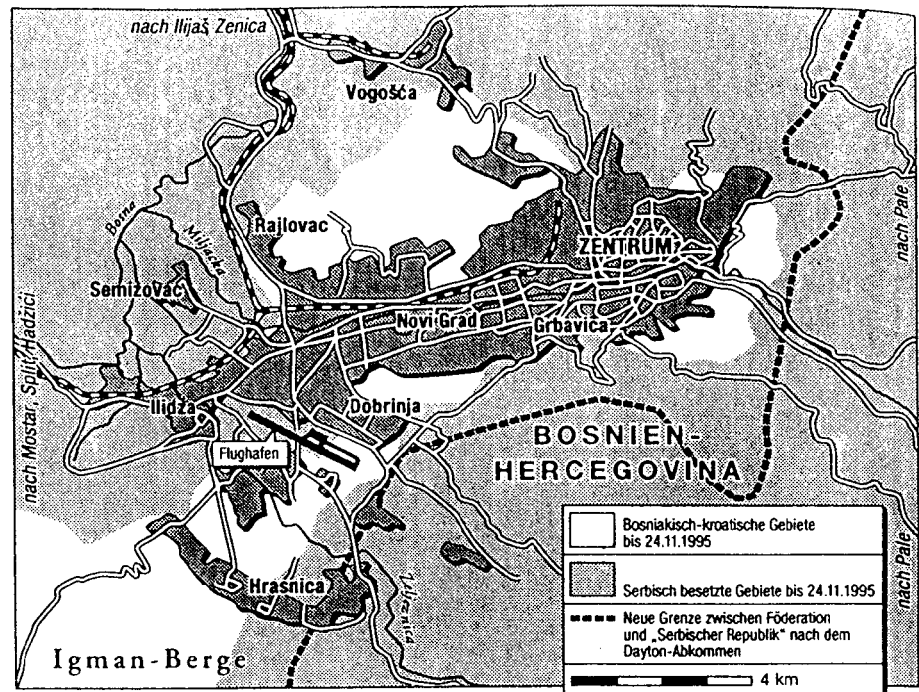 nach Ilijaš, Zenica
Vogošća
nach Pale
Bosna
Miljacka
Rajlovac
ZENTRUM
Semizovac
Novi Grad
Grbavica
nach Mostar, Split, Hadžići
Ilidža
Dobrinja
Flughafen
BOSNIEN-
HERCEGOVINA
Hrasnica
Željeznica
Igman-Berge
nach Pale
Bosniakisch-kroatische Gebiete
bis 24.11.1995
Serbisch besetzte Gebiete bis 24.11.1995
Neue Grenze zwischen Föderation
und „Serbischer Republik“ nach dem
Dayton-Abkommen
4 km